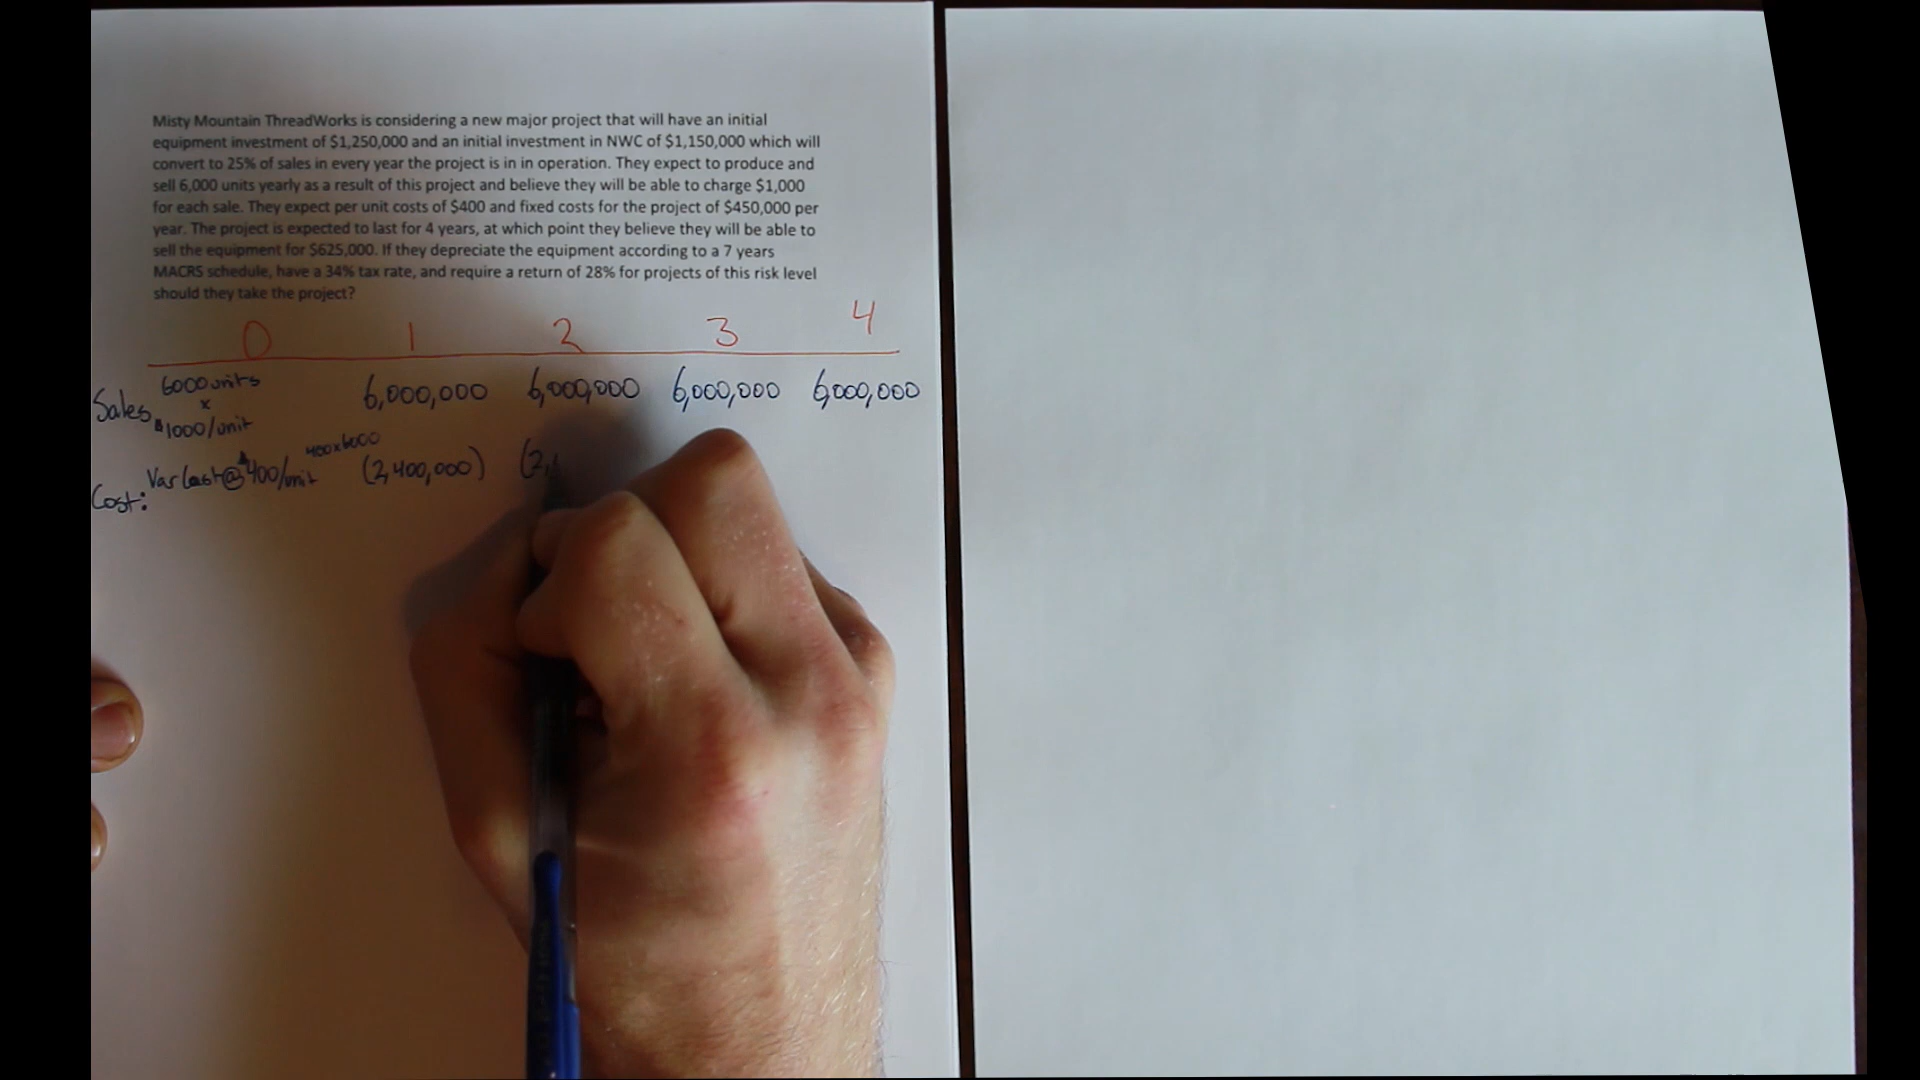 Misty Mountain ThreadWorks is considering a new major project that will have an initial
equipment investment of $1,250,000 and an initial investment in NWC of $1,150,000 which will
convert to 25% of sales in every year the project is in in operation. They expect to produce and
sell 6,000 units yearly as a result of this project and believe they will be able to charge $1,000
for each sale. They expect per unit costs of $400 and fixed costs for the project of $450,000 per
year. The project is expected to last for 4 years, at which point they believe they will be able to
sell the equipment for $625,000. If they depreciate the equipment according to a 7 years
MACRS schedule, have a 34% tax rate, and require a return of 28% for projects of this risk level
should they take the project?
0 1 2 3 4
6000 units
x
Sales $1000/unit 6,000,000 6,000,000 6,000,000 6,000,000
400x6000
Var Cost @ $400/unit (2,400,000) (2,4
Cost: